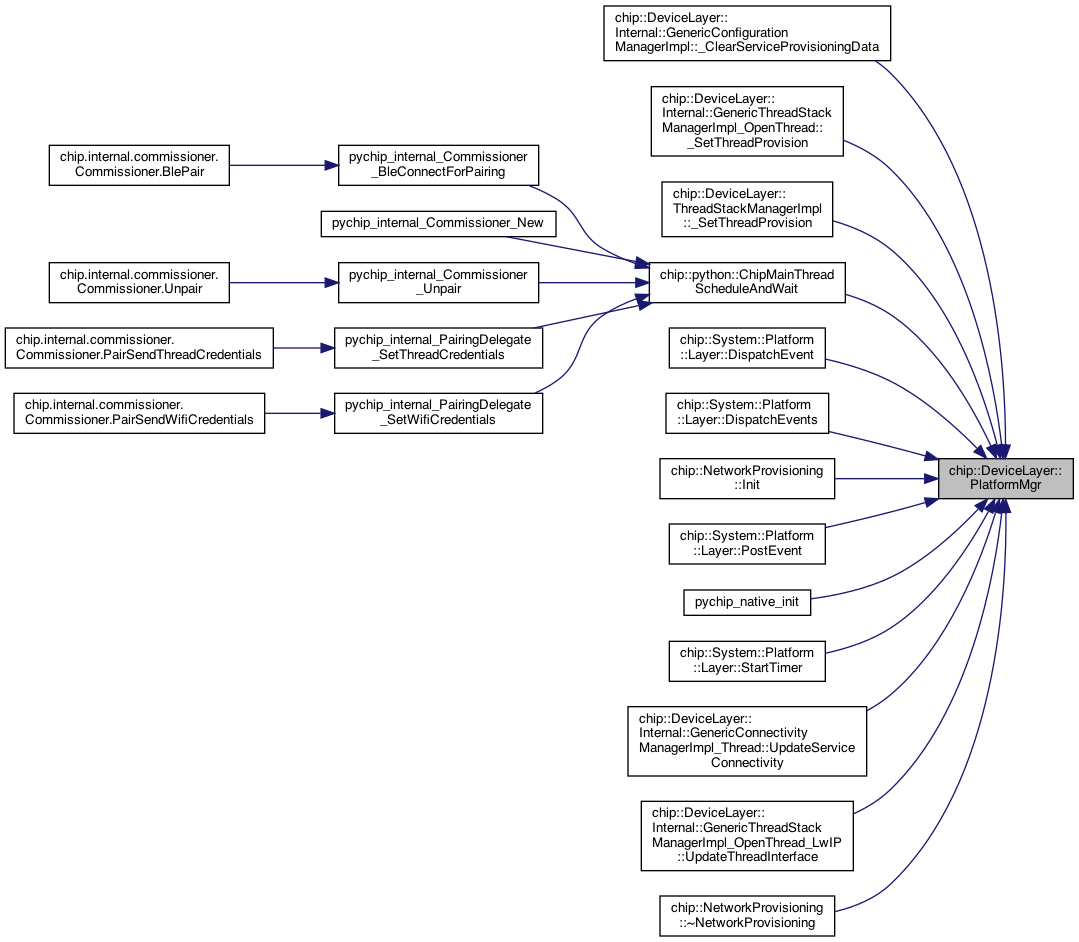 chip::DeviceLayer::
Internal::GenericConfiguration
ManagerImpl::_ClearServiceProvisioningData
chip::DeviceLayer::
Internal::GenericThreadStack
ManagerImpl_OpenThread::
_SetThreadProvision
chip.internal.commissioner.
Commissioner.BlePair
pychip_internal_Commissioner
_BleConnectForPairing
chip::DeviceLayer::
ThreadStackManagerImpl
::_SetThreadProvision
pychip_internal_Commissioner_New
chip.internal.commissioner.
Commissioner.Unpair
pychip_internal_Commissioner
_Unpair
chip::python::ChipMainThread
ScheduleAndWait
chip.internal.commissioner.
Commissioner.PairSendThreadCredentials
pychip_internal_PairingDelegate
_SetThreadCredentials
chip::System::Platform
::Layer::DispatchEvent
chip.internal.commissioner.
Commissioner.PairSendWifiCredentials
pychip_internal_PairingDelegate
_SetWifiCredentials
chip::System::Platform
::Layer::DispatchEvents
chip::NetworkProvisioning
::Init
chip::DeviceLayer::
PlatformMgr
chip::System::Platform
::Layer::PostEvent
pychip_native_init
chip::System::Platform
::Layer::StartTimer
chip::DeviceLayer::
Internal::GenericConnectivity
ManagerImpl_Thread::UpdateService
Connectivity
chip::DeviceLayer::
Internal::GenericThreadStack
ManagerImpl_OpenThread_LwIP
::UpdateThreadInterface
chip::NetworkProvisioning
::~NetworkProvisioning